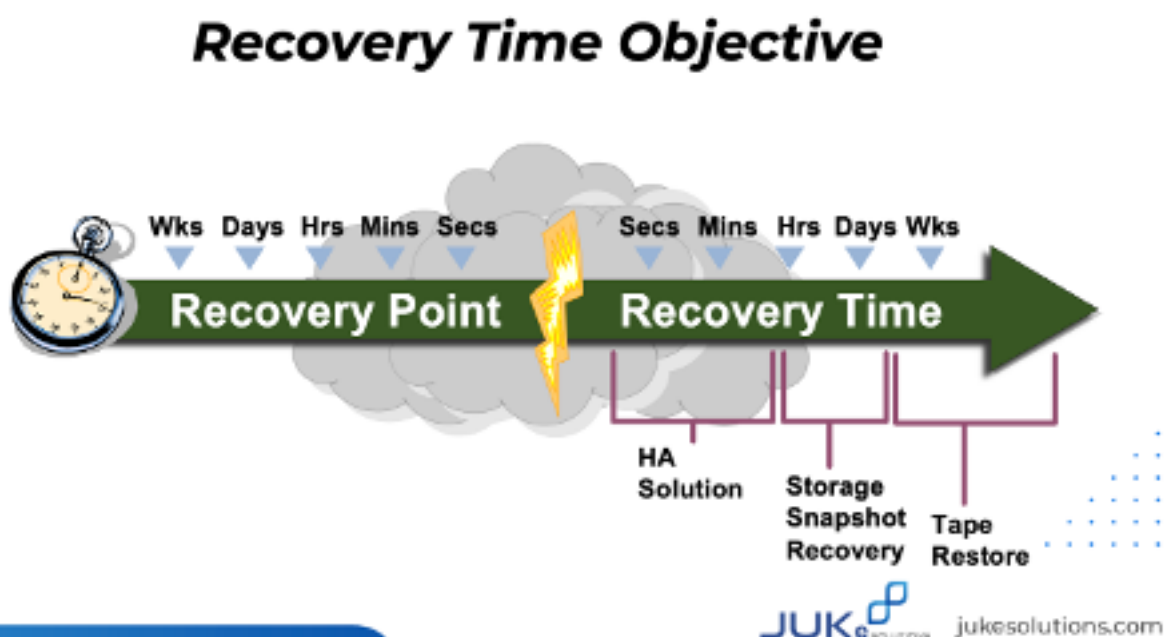 Recovery Time Objective
Wks Days Hrs Mins Secs Secs Mins Hrs Days Wks
Recovery Point Recovery Time
HA
Solution
Storage
Snapshot
Recovery
Tape
Restore
JUKe jukesolutions.com